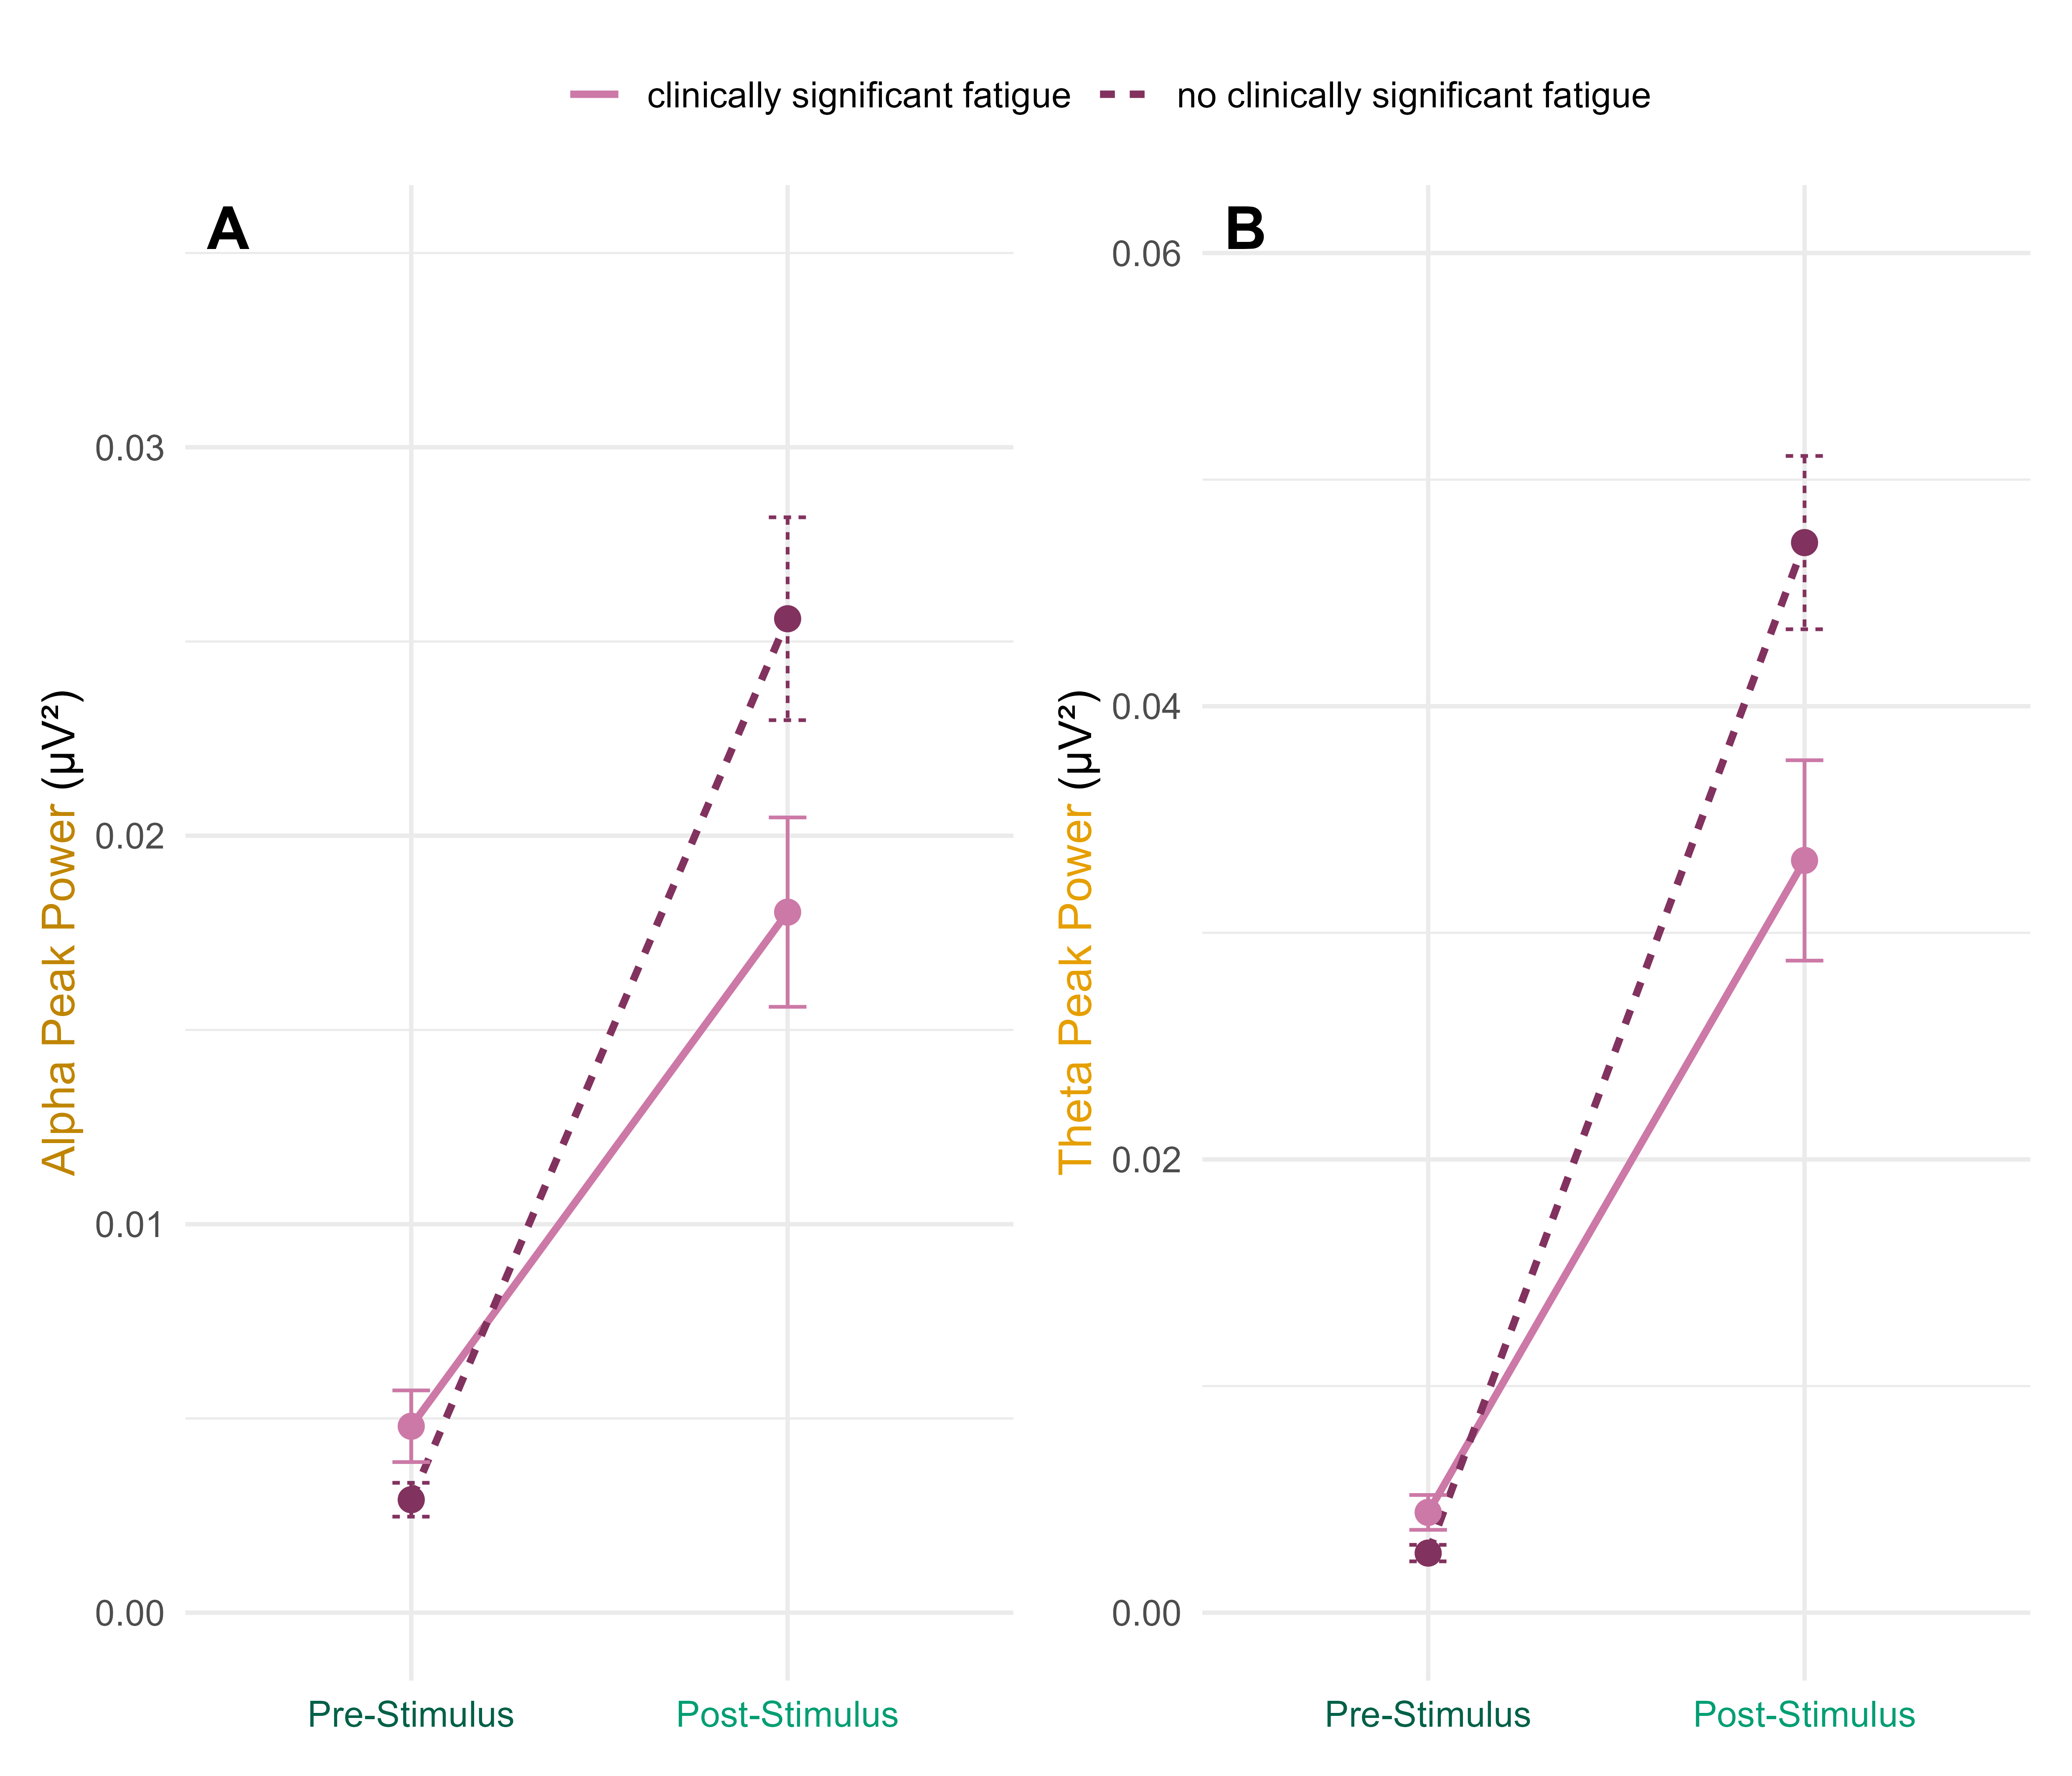 clinically significant fatigue no clinically significant fatigue
A
Alpha Peak Power (µV²)
0.03
0.02
0.01
0.00
Pre-Stimulus Post-Stimulus
B
Theta Peak Power (µV²)
0.06
0.04
0.02
0.00
Pre-Stimulus Post-Stimulus